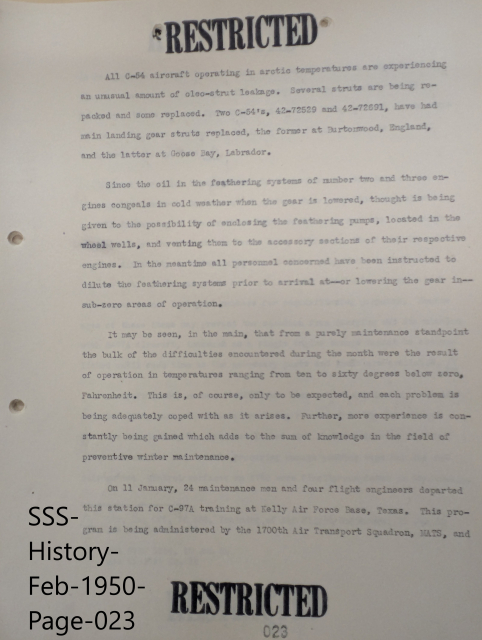 RESTRICTED
All C-54 aircraft operating in arctic temperatures are experiencing
an unusual amount of oleo-strut leakage. Several struts are being re-
packed and some replaced. Two C-54's, 42-72559 and 42-72691, have had
main landing gear struts replaced, the former at Burtonwood, England,
and the latter at Goose Bay, Labrador.
Since the oil in the feathering systems of number two and three en-
gines congeals in cold weather when the gear is lowered, thought is being
given to the possibility of enclosing the feathering pumps, located in the
wheel wells, and venting them to the accessory sections of their respective
engines. In the meantime all personnel concerned have been instructed to
dilute the feathering systems prior to arrival at--or lowering the gear in--
sub-zero areas of operation.
It may be seen, in the main, that from a purely maintenance standpoint
the bulk of the difficulties encountered during the month were the result
of operation in temperatures ranging from ten to sixty degrees below zero,
Fahrenheit. This is, of course, only to be expected, and each problem is
being adequately coped with as it arises. Further, more experience is con-
stantly being gained which adds to the sum of knowledge in the field of
preventive winter maintenance.
On 11 January, 24 maintenance men and four flight engineers departed
this station for C-97A training at Kelly Air Force Base, Texas. This pro-
gram is being administered by the 1700th Air Transport Squadron, MATS, and
SSS-
History-
Feb-1950-
Page-023
RESTRICTED
023